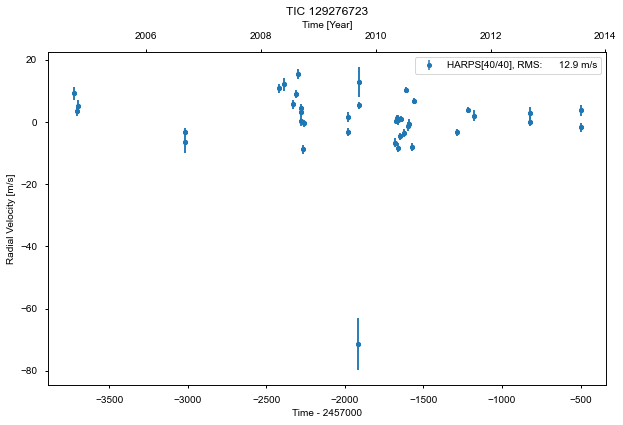 TIC 129276723
Time [Year]
2006 2008 2010 2012 2014
HARPS[40/40], RMS: 12.9 m/s
20
0
−20
−40
−60
−80
Radial Velocity [m/s]
−3500 −3000 −2500 −2000 −1500 −1000 −500
Time - 2457000